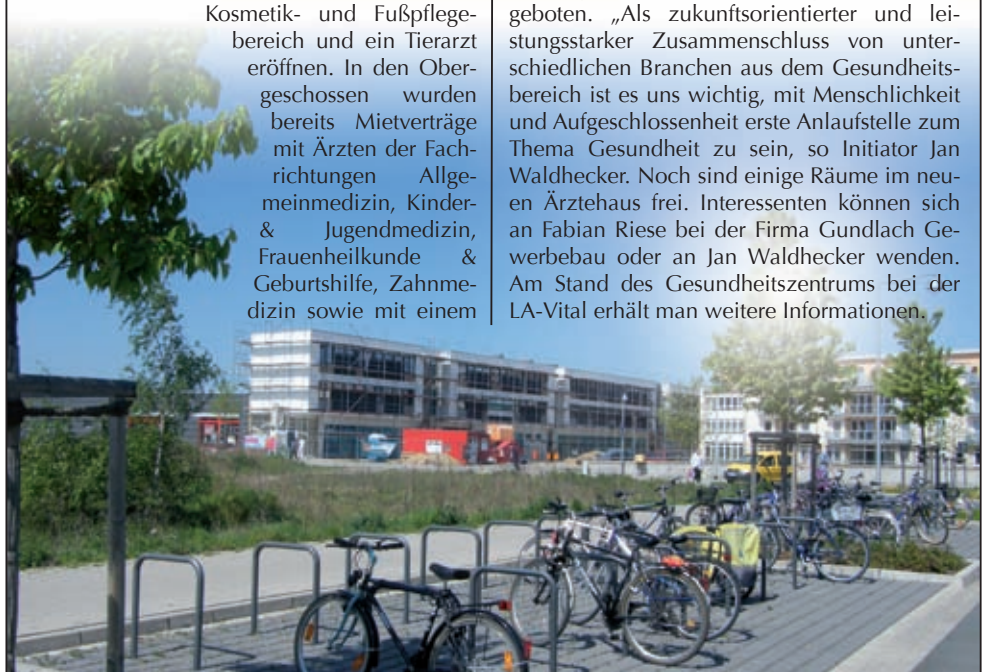 Kosmetik- und Fußpflege-
bereich und ein Tierarzt
eröffnen. In den Ober-
geschossen wurden
bereits Mietverträge
mit Ärzten der Fach-
richtungen Allge-
meinmedizin, Kinder-
& Jugendmedizin,
Frauenheilkunde &
Geburtshilfe, Zahnme-
dizin sowie mit einem
geboten. „Als zukunftsorientierter und lei-
stungsstarker Zusammenschluss von unter-
schiedlichen Branchen aus dem Gesundheits-
bereich ist es uns wichtig, mit Menschlichkeit
und Aufgeschlossenheit erste Anlaufstelle zum
Thema Gesundheit zu sein, so Initiator Jan
Waldhecker. Noch sind einige Räume im neu-
en Ärztehaus frei. Interessenten können sich
an Fabian Riese bei der Firma Gundlach Ge-
werbebau oder an Jan Waldhecker wenden.
Am Stand des Gesundheitszentrums bei der
LA-Vital erhält man weitere Informationen.